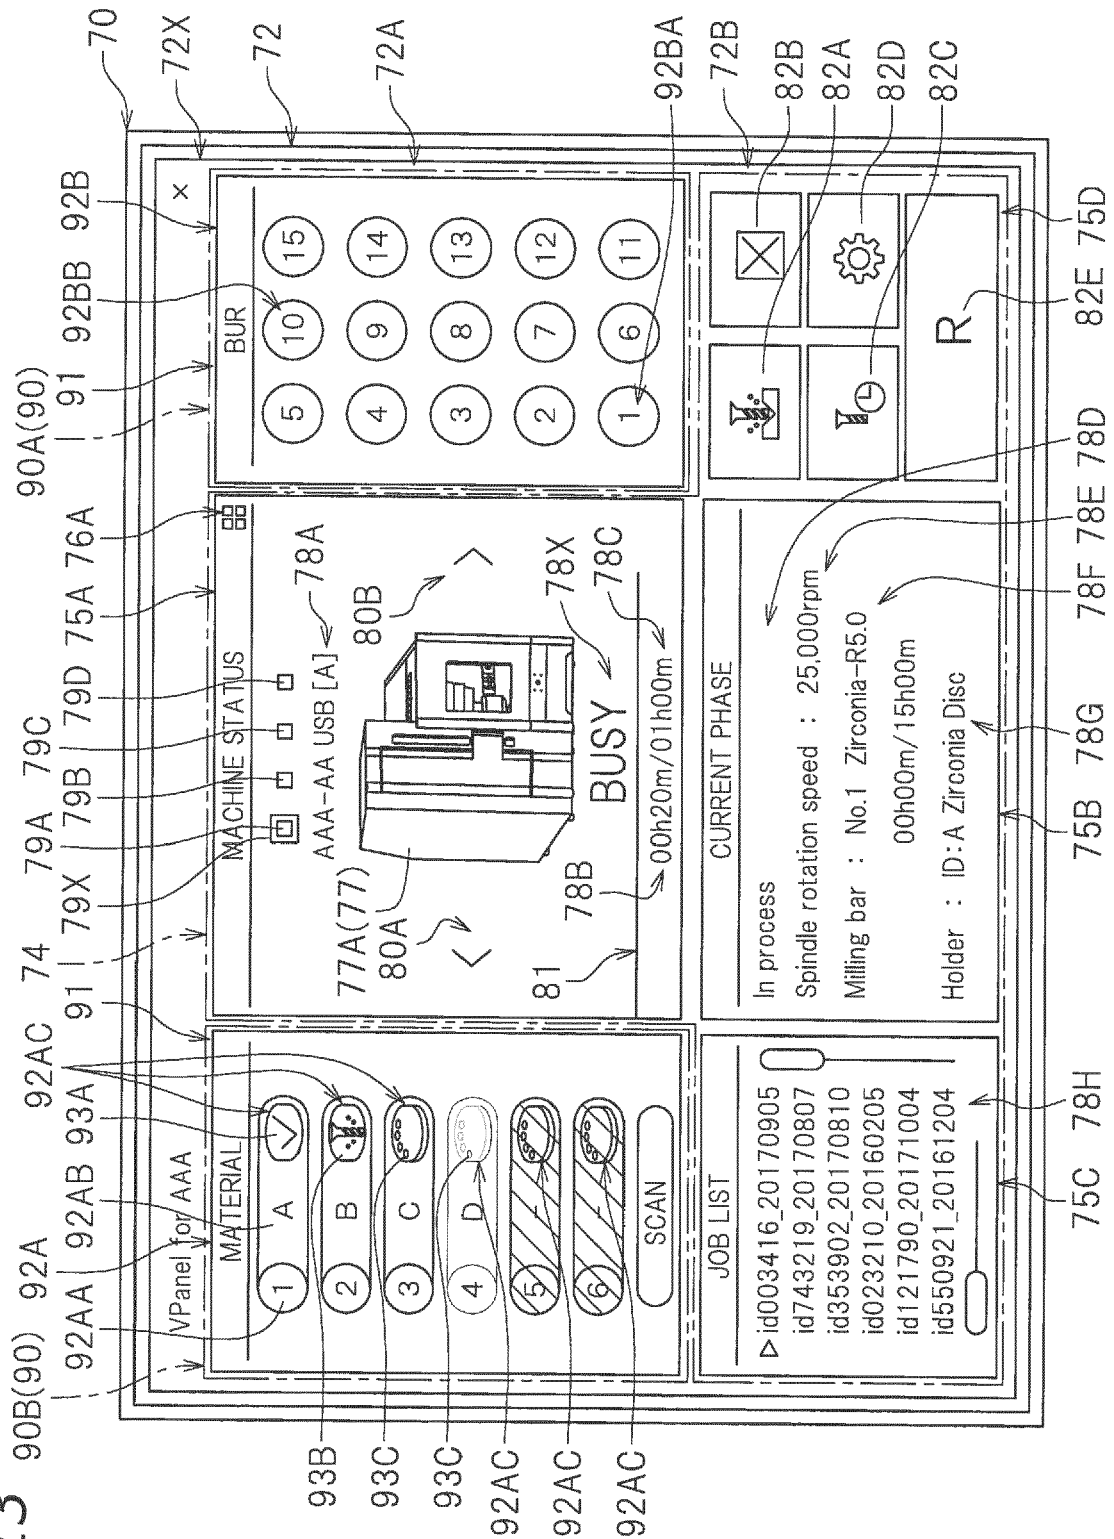 13
90B(90)
92A
92AA
92AB
93A
92AC
91
74
79X
79A
79B
79C
79D
75A
76A
90A(90)
91
92BB
92B
70
72X
72
72A
VPanel for AAA
×
MATERIAL
1 A
2 B
3 C
4 D
5 -
6 -
SCAN
MACHINE STATUS
AAA-AA USB [A]
78A
77A(77)
80A
80B
<
>
BUSY
78X
78B
78C
81
00h20m/01h00m
BUR
5 10 15
4 9 14
3 8 13
2 7 12
1 6 11
92BA
JOB LIST
▷id003416_20170905
id743219_20170807
id353902_20170810
id023210_20160205
id121790_20171004
id550921_20161204
CURRENT PHASE
In process
Spindle rotation speed : 25,000rpm
Milling bar : No.1 Zirconia-R5.0
00h00m/15h00m
Holder : ID:A Zirconia Disc
R
72B
82B
82A
82D
82C
93B
93C
93C
92AC
92AC
92AC
75C
78H
75B
78G
78F
78E
78D
82E
75D